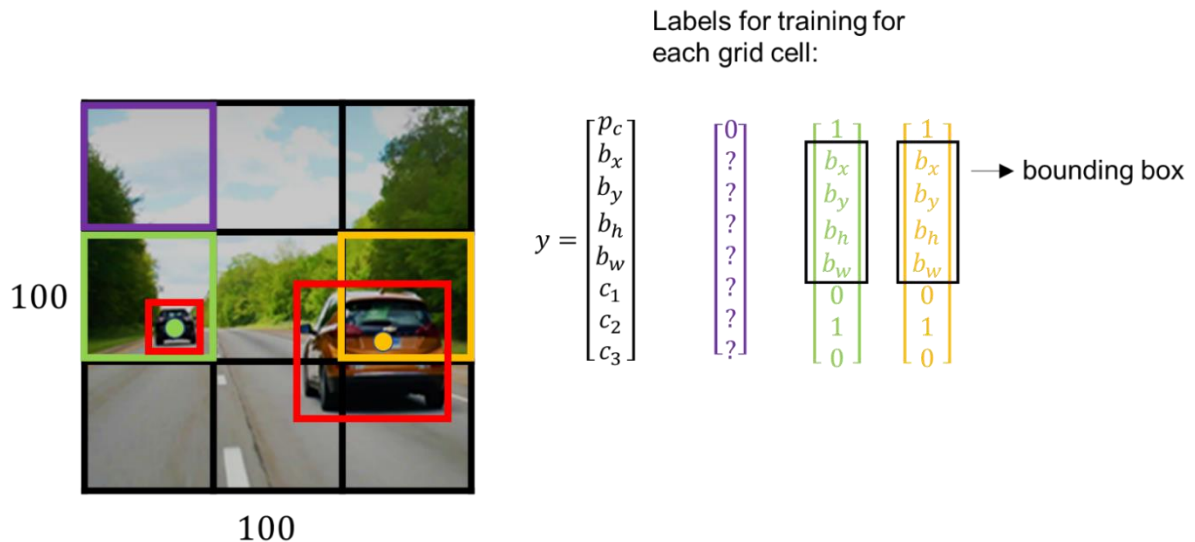 Labels for training for
each grid cell:
100
100
y =
p_c
b_x
b_y
b_h
b_w
c_1
c_2
c_3
0
?
?
?
?
?
?
?
1
b_x
b_y
b_h
b_w
0
1
0
1
b_x
b_y
b_h
b_w
0
1
0
bounding box